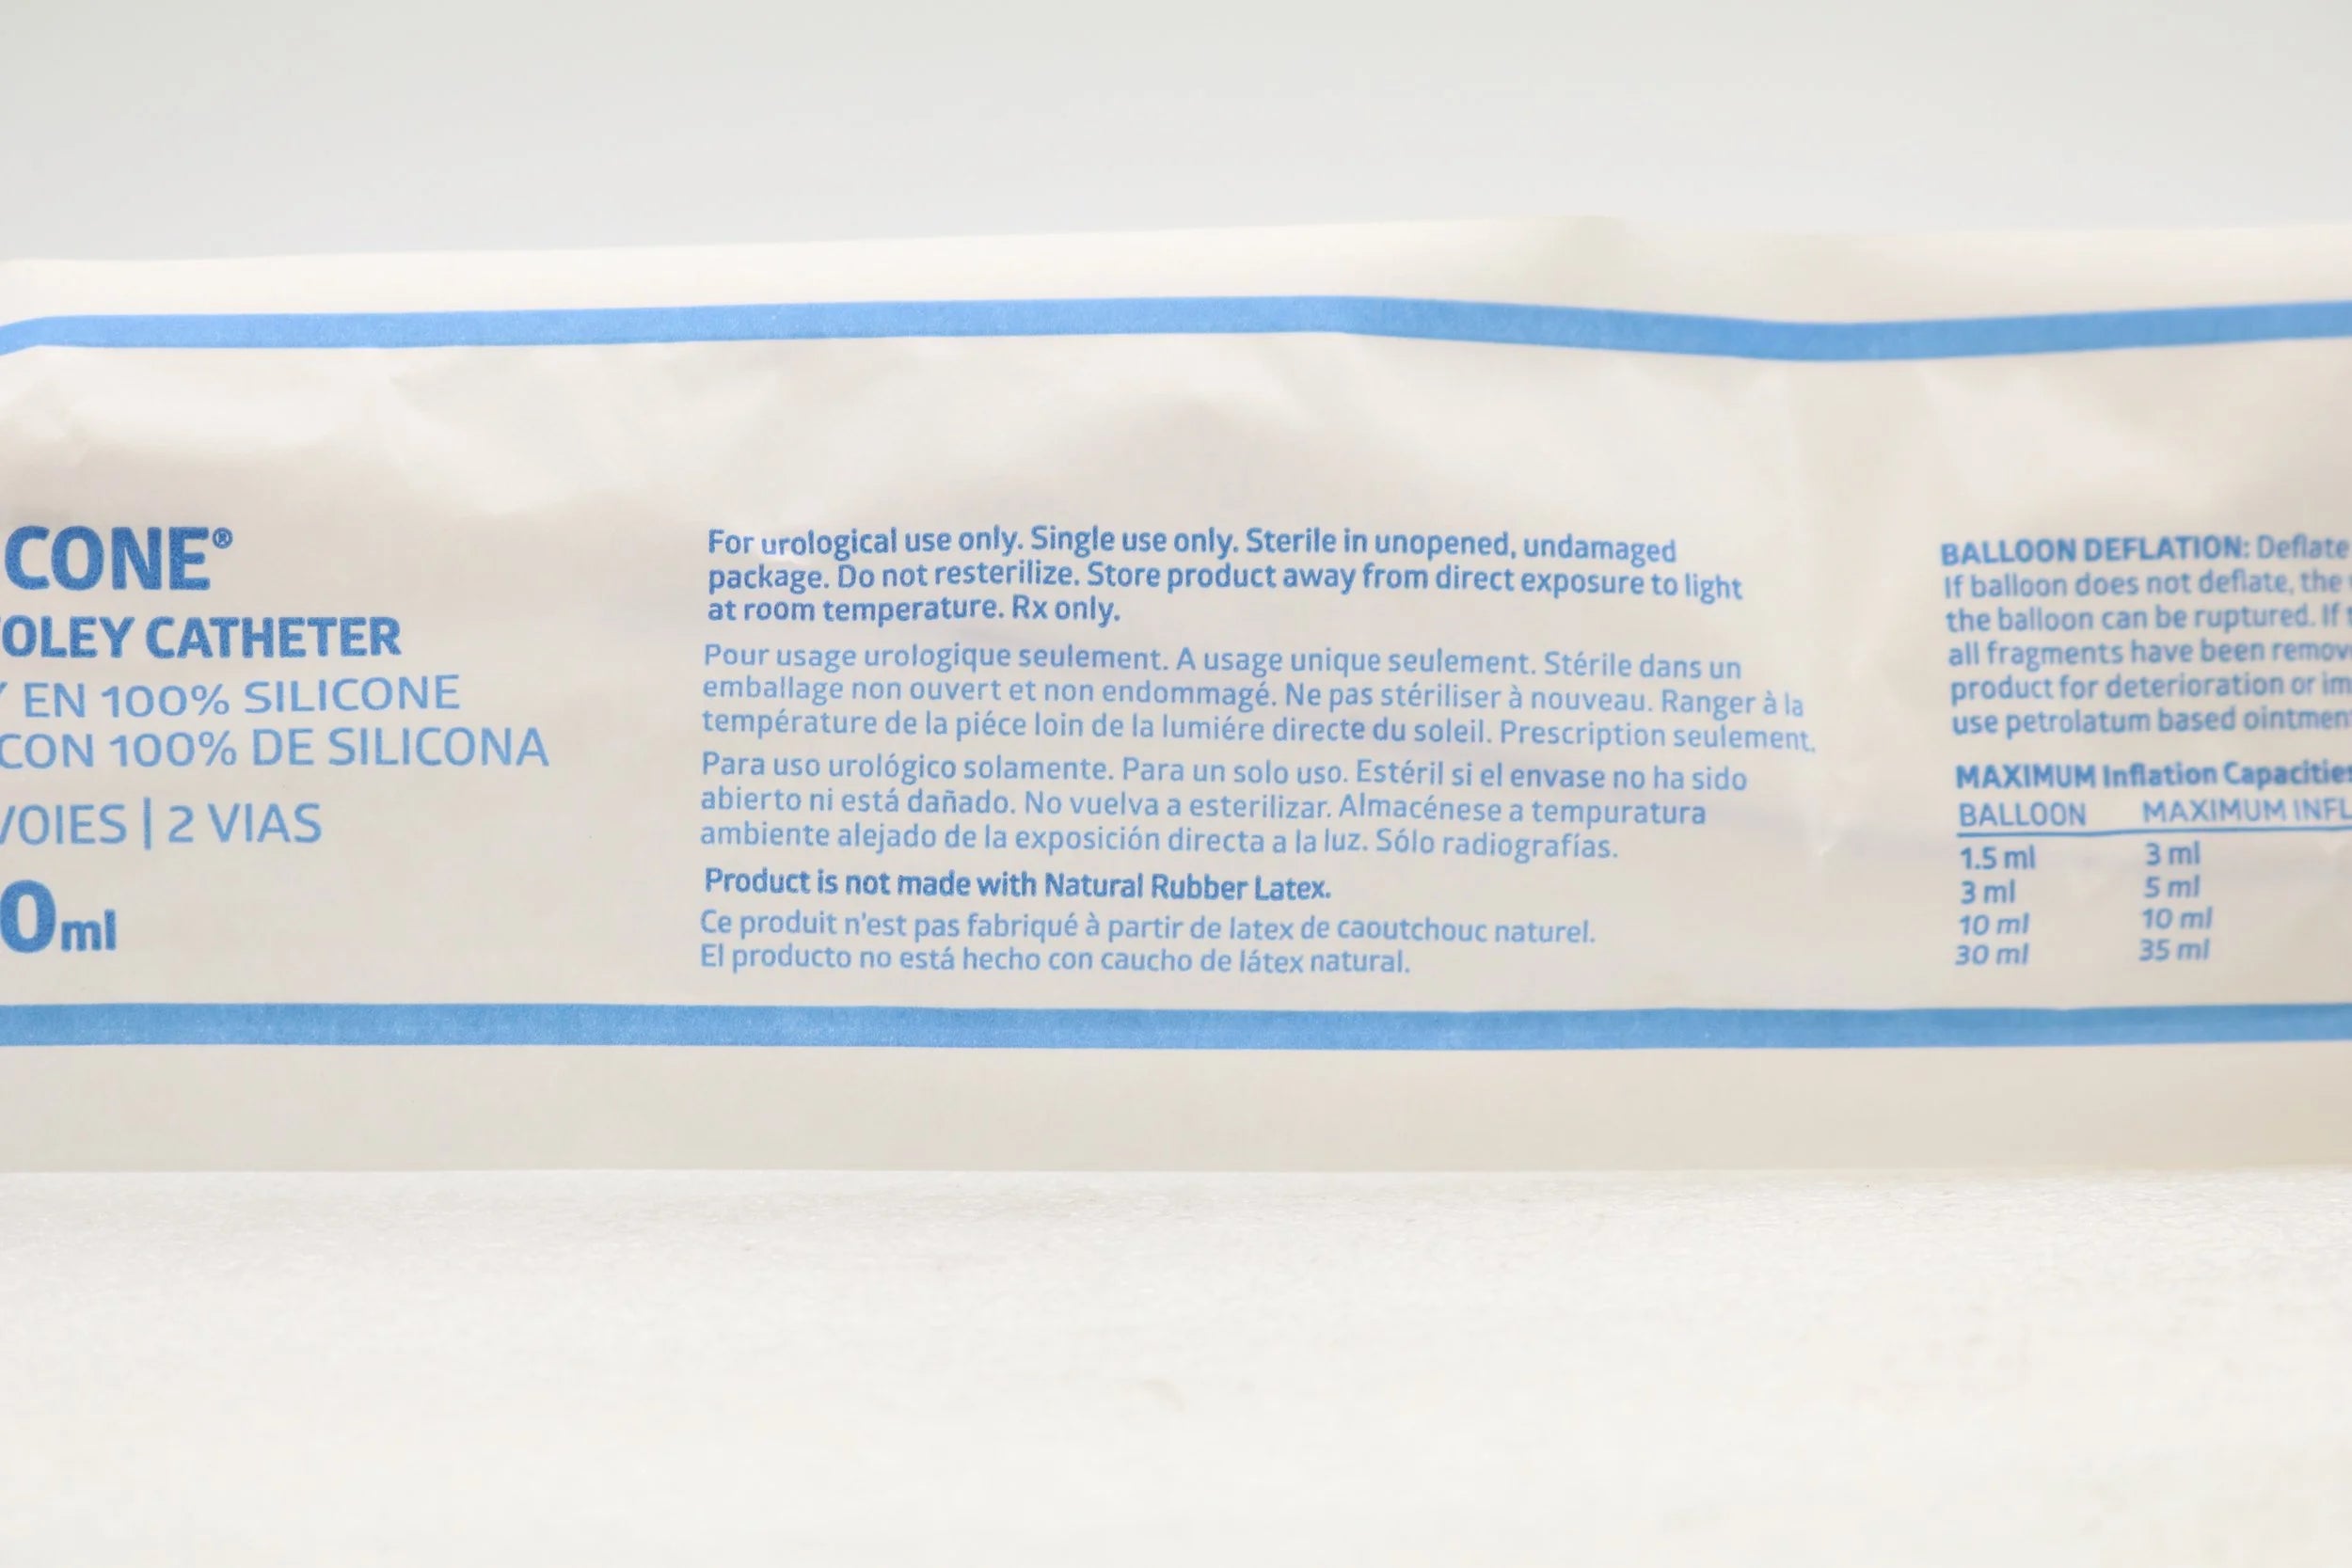 CONE®
OLEY CATHETER
EN 100% SILICONE
CON 100% DE SILICONA
VOIES | 2 VIAS
0ml
For urological use only. Single use only. Sterile in unopened, undamaged
package. Do not resterilize. Store product away from direct exposure to light
at room temperature. Rx only.
Pour usage urologique seulement. A usage unique seulement. Stérile dans un
emballage non ouvert et non endommagé. Ne pas stériliser à nouveau. Ranger à la
température de la piéce loin de la lumiére directe du soleil. Prescription seulement.
Para uso urológico solamente. Para un solo uso. Estéril si el envase no ha sido
abierto ni está dañado. No vuelva a esterilizar. Almacénese a tempuratura
ambiente alejado de la exposición directa a la luz. Sólo radiografías.
Product is not made with Natural Rubber Latex.
Ce produit n'est pas fabriqué à partir de latex de caoutchouc naturel.
El producto no está hecho con caucho de látex natural.
BALLOON DEFLATION: Deflate
If balloon does not deflate, the
the balloon can be ruptured. If
all fragments have been remov
product for deterioration or im
use petrolatum based ointmen
MAXIMUM Inflation Capacities
BALLOON MAXIMUM INFL
1.5 ml 3 ml
3 ml 5 ml
10 ml 10 ml
30 ml 35 ml